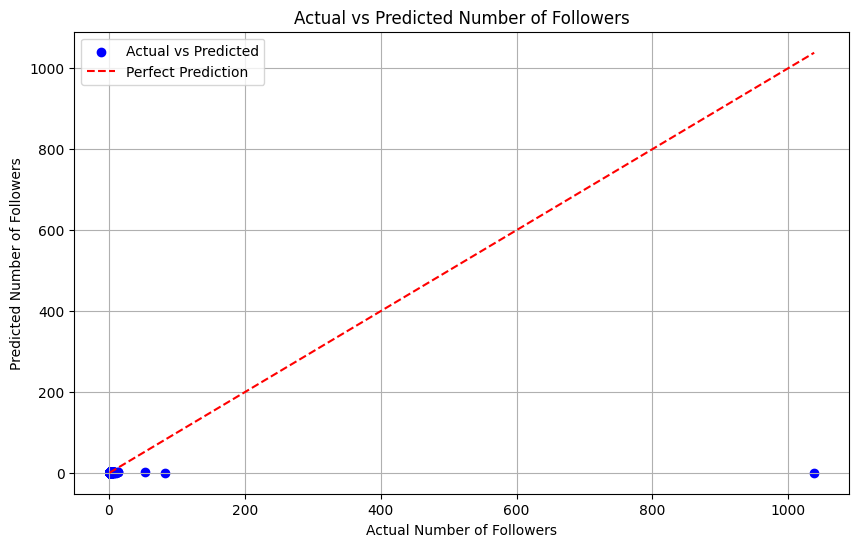 Actual vs Predicted Number of Followers
Actual vs Predicted
Perfect Prediction
Predicted Number of Followers
1000
800
600
400
200
0
0 200 400 600 800 1000
Actual Number of Followers